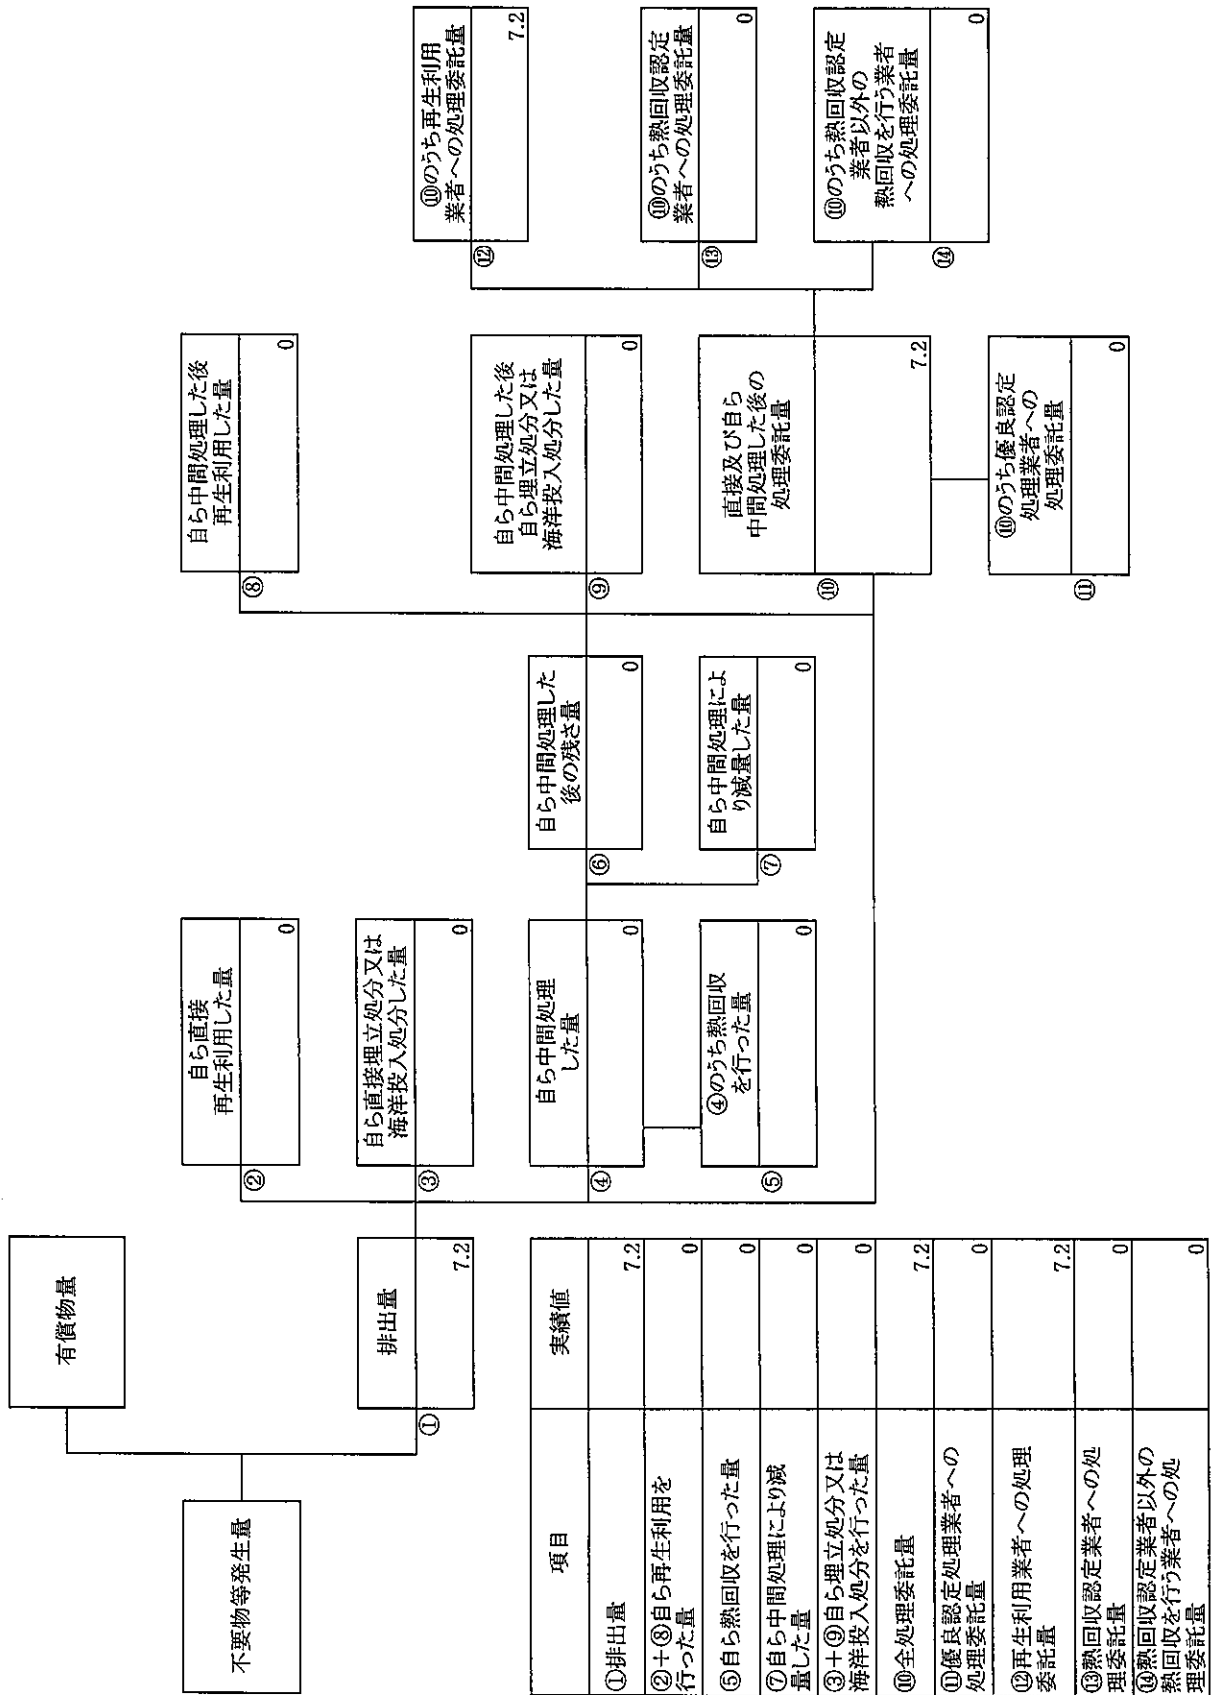 不要物等発生量
有償物量
排出量
①
7.2
自ら直接
再生利用した量
②
0
自ら直接埋立処分又は
海洋投入処分した量
③
0
自ら中間処理
した量
④
0
④のうち熱回収
を行った量
⑤
0
自ら中間処理した
後の残さ量
⑥
0
自ら中間処理によ
り減量した量
⑦
0
自ら中間処理した後
再生利用した量
⑧
0
自ら中間処理した後
自ら埋立処分又は
海洋投入処分した量
⑨
0
直接及び自ら
中間処理した後の
処理委託量
⑩
7.2
⑩のうち優良認定
処理業者への
処理委託量
⑪
0
⑩のうち再生利用
業者への処理委託量
⑫
7.2
⑩のうち熱回収認定
業者への処理委託量
⑬
0
⑩のうち熱回収認定
業者以外の
熱回収を行う業者
への処理委託量
⑭
0
項目 実績値
①排出量 7.2
②+⑧自ら再生利用を
行った量 0
⑤自ら熱回収を行った量 0
⑦自ら中間処理により減
量した量 0
③+⑨自ら埋立処分又は
海洋投入処分を行った量 0
⑩全処理委託量 7.2
⑪優良認定処理業者への
処理委託量 0
⑫再生利用業者への処理
委託量 7.2
⑬熱回収認定業者への処
理委託量 0
⑭熱回収認定業者以外の
熱回収を行う業者への処
理委託量 0